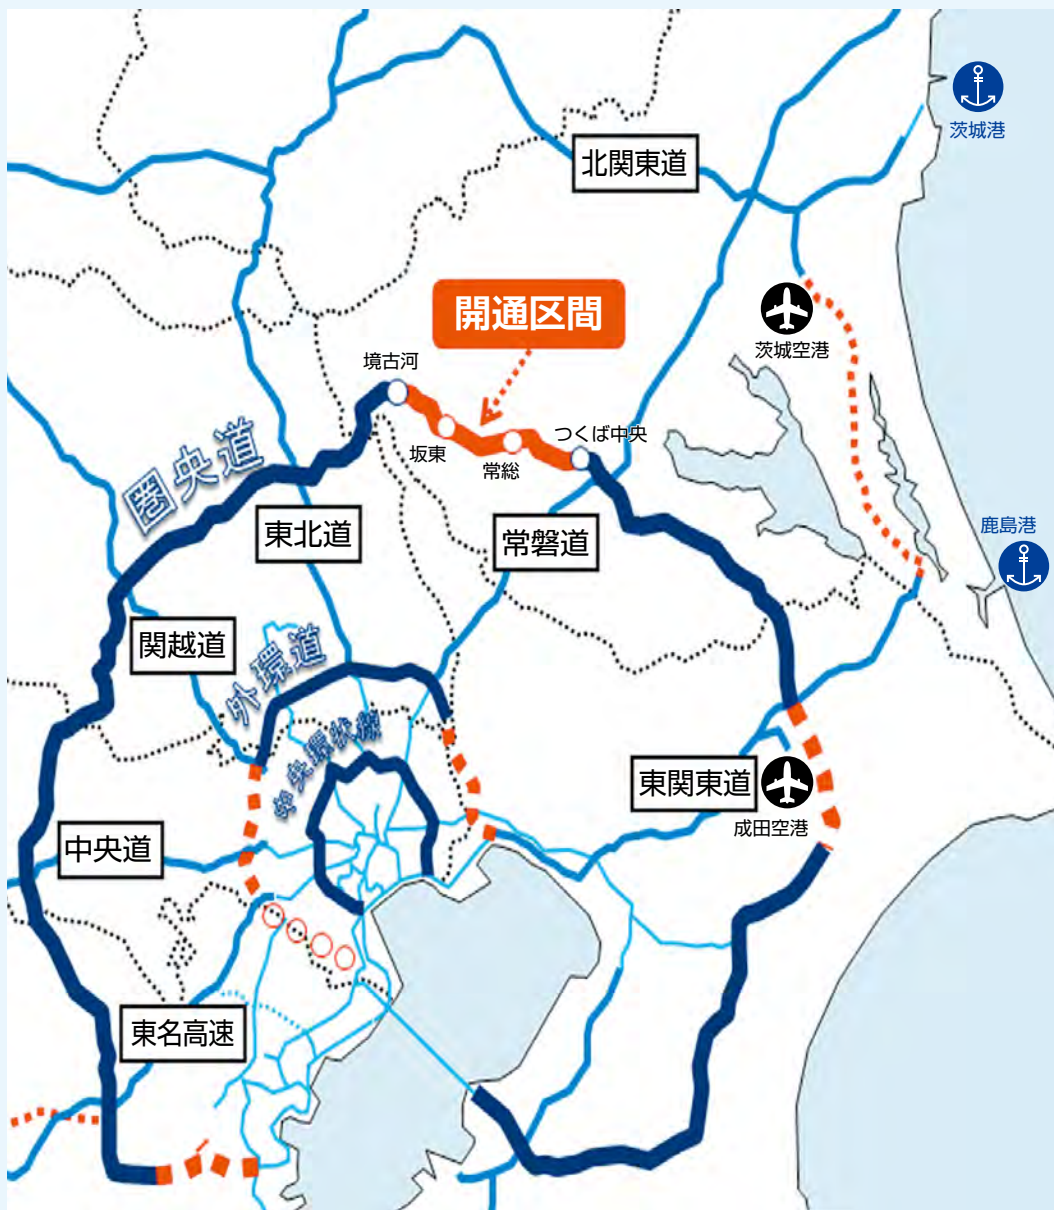 茨城港
北関東道
開通区間
茨城空港
境古河
つくば中央
坂東
常総
圏央道
東北道
常磐道
鹿島港
関越道
外環道
中央環状線
東関東道
成田空港
中央道
東名高速